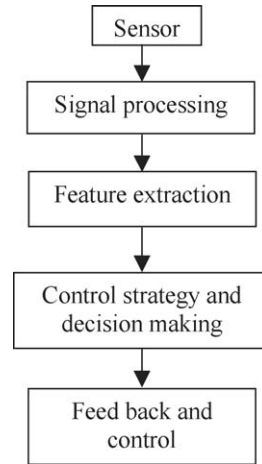 Sensor
Signal processing
Feature extraction
Control strategy and
decision making
Feed back and
control